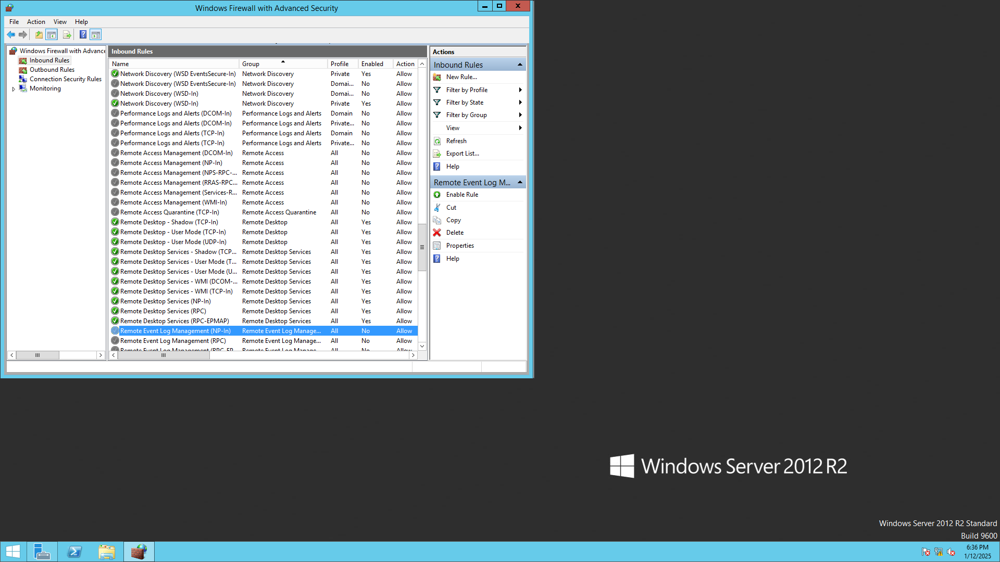 Windows Firewall with Advanced Security
File Action View Help
Windows Firewall with Advance
Inbound Rules
Outbound Rules
Connection Security Rules
Monitoring
Inbound Rules
Name Group Profile Enabled Action
Network Discovery (WSD EventsSecure-In) Network Discovery Private Yes Allow
Network Discovery (WSD EventsSecure-In) Network Discovery Domai... No Allow
Network Discovery (WSD-In) Network Discovery Domai... No Allow
Network Discovery (WSD-In) Network Discovery Private Yes Allow
Performance Logs and Alerts (DCOM-In) Performance Logs and Alerts Domain No Allow
Performance Logs and Alerts (DCOM-In) Performance Logs and Alerts Private... No Allow
Performance Logs and Alerts (TCP-In) Performance Logs and Alerts Domain No Allow
Performance Logs and Alerts (TCP-In) Performance Logs and Alerts Private... No Allow
Remote Access Management (DCOM-In) Remote Access All No Allow
Remote Access Management (NP-In) Remote Access All No Allow
Remote Access Management (NPS-RPC-... Remote Access All No Allow
Remote Access Management (RRAS-RPC... Remote Access All No Allow
Remote Access Management (Services-R... Remote Access All No Allow
Remote Access Management (WMI-In) Remote Access All No Allow
Remote Access Quarantine (TCP-In) Remote Access Quarantine All No Allow
Remote Desktop - Shadow (TCP-In) Remote Desktop All Yes Allow
Remote Desktop - User Mode (TCP-In) Remote Desktop All Yes Allow
Remote Desktop - User Mode (UDP-In) Remote Desktop All Yes Allow
Remote Desktop Services - Shadow (TCP... Remote Desktop Services All Yes Allow
Remote Desktop Services - User Mode (T... Remote Desktop Services All Yes Allow
Remote Desktop Services - User Mode (U... Remote Desktop Services All Yes Allow
Remote Desktop Services - WMI (DCOM-... Remote Desktop Services All Yes Allow
Remote Desktop Services - WMI (TCP-In) Remote Desktop Services All Yes Allow
Remote Desktop Services (NP-In) Remote Desktop Services All Yes Allow
Remote Desktop Services (RPC) Remote Desktop Services All Yes Allow
Remote Desktop Services (RPC-EPMAP) Remote Desktop Services All Yes Allow
Remote Event Log Management (NP-In) Remote Event Log Manage... All No Allow
Remote Event Log Management (RPC) Remote Event Log Manage... All No Allow
Remote Event Log Management (RPC-EP... Remote Event Log Manage... All No Allow
Actions
Inbound Rules
New Rule...
Filter by Profile
Filter by State
Filter by Group
View
Refresh
Export List...
Help
Remote Event Log M...
Enable Rule
Cut
Copy
Delete
Properties
Help
Windows Server 2012 R2
Windows Server 2012 R2 Standard
Build 9600
6:36 PM
1/12/2025